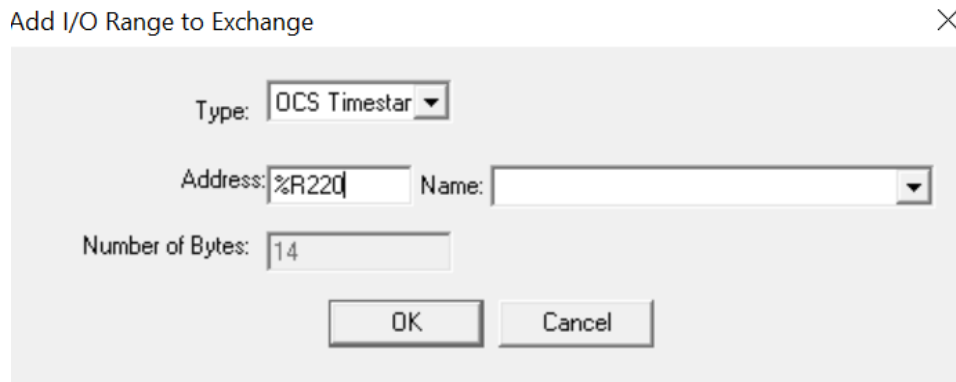 Add I/O Range to Exchange
Type: OCS Timestar
Address: %R220 Name:
Number of Bytes: 14
OK Cancel